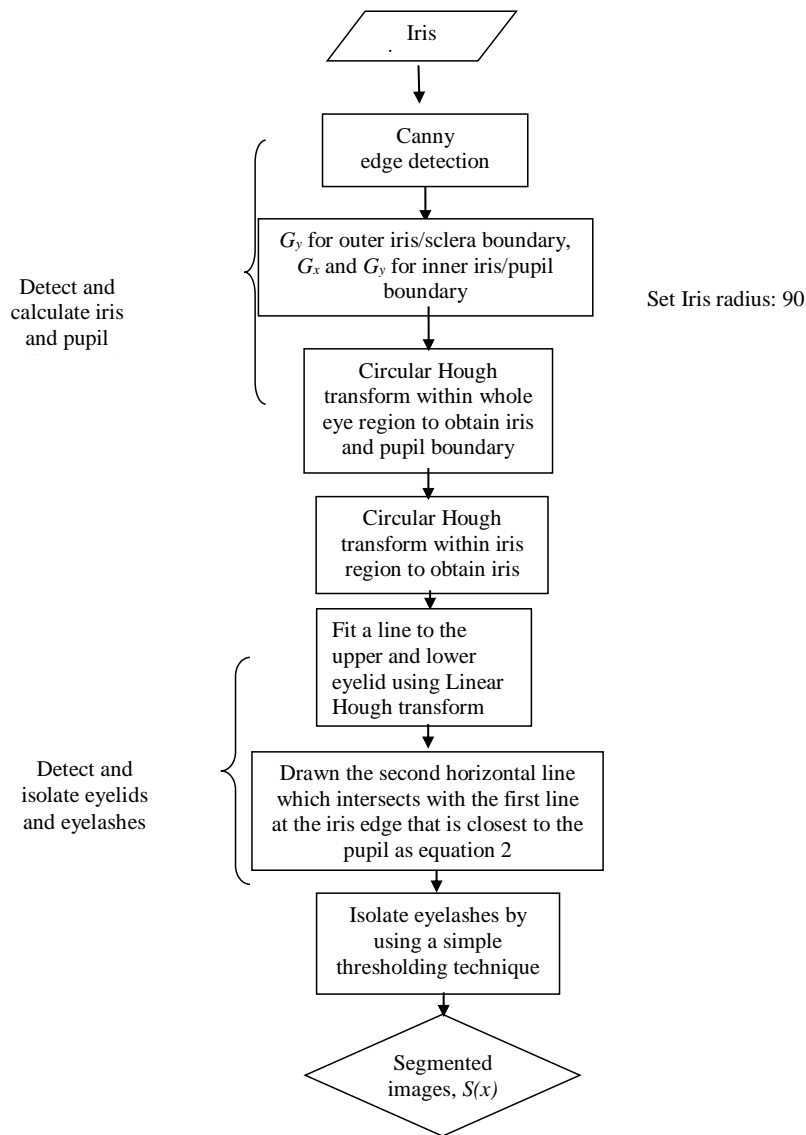 Iris
Canny
edge detection
Gy for outer iris/sclera boundary,
Gx and Gy for inner iris/pupil
boundary
Detect and
calculate iris
and pupil
Set Iris radius: 90
Circular Hough
transform within whole
eye region to obtain iris
and pupil boundary
Circular Hough
transform within iris
region to obtain iris
Fit a line to the
upper and lower
eyelid using Linear
Hough transform
Detect and
isolate eyelids
and eyelashes
Drawn the second horizontal line
which intersects with the first line
at the iris edge that is closest to the
pupil as equation 2
Isolate eyelashes by
using a simple
thresholding technique
Segmented
images, S(x)